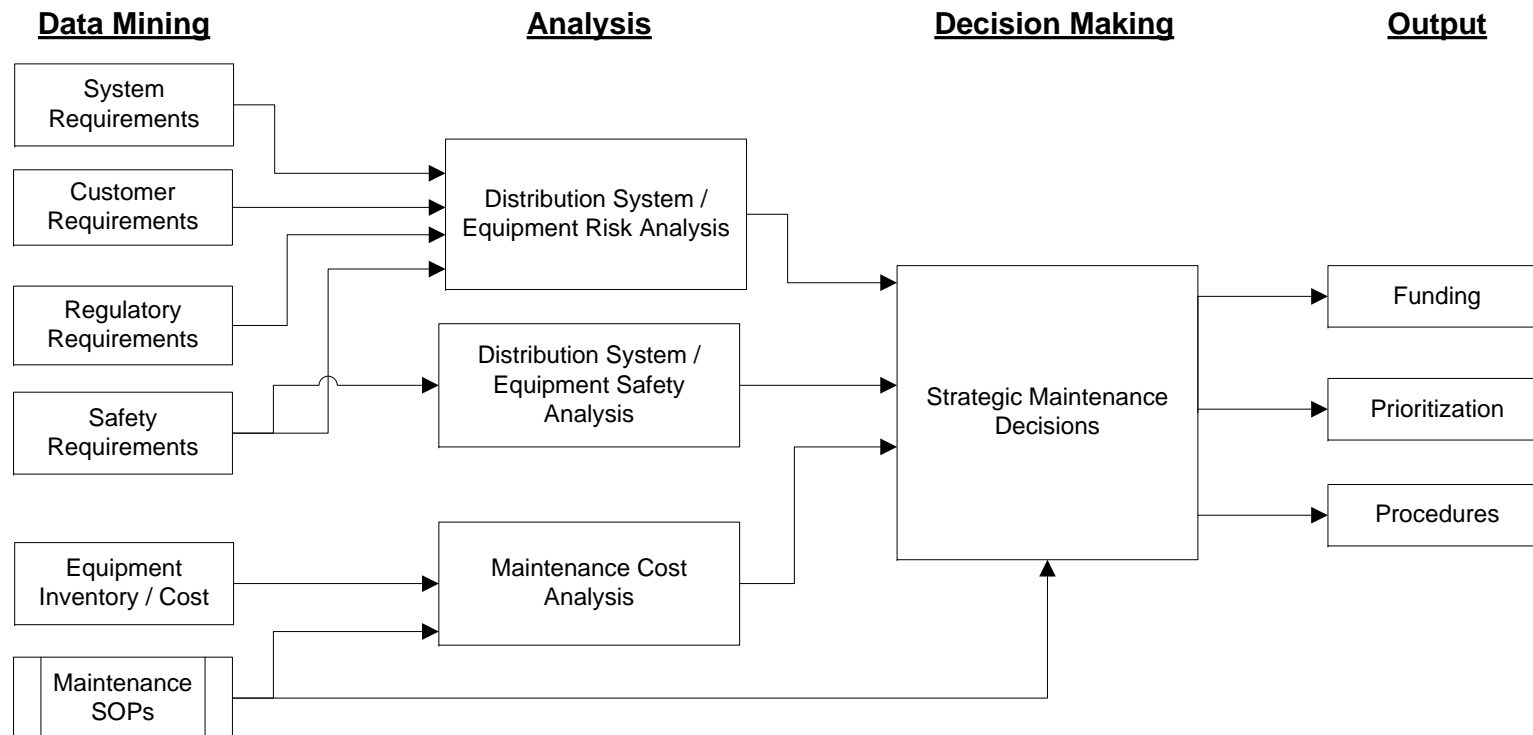 Data Mining
Analysis
Decision Making
Output
System
Requirements
Customer
Requirements
Regulatory
Requirements
Safety
Requirements
Equipment
Inventory / Cost
Maintenance
SOPs
Distribution System /
Equipment Risk Analysis
Distribution System /
Equipment Safety
Analysis
Maintenance Cost
Analysis
Strategic Maintenance
Decisions
Funding
Prioritization
Procedures